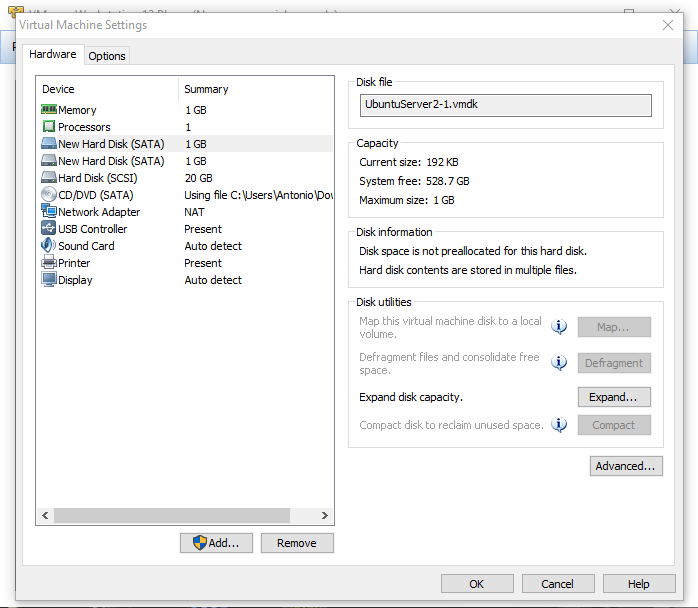 Virtual Machine Settings
Hardware
Options
Device Summary
Memory 1 GB
Processors 1
New Hard Disk (SATA) 1 GB
New Hard Disk (SATA) 1 GB
Hard Disk (SCSI) 20 GB
CD/DVD (SATA) Using file C:\Users\Antonio\Dov
Network Adapter NAT
USB Controller Present
Sound Card Auto detect
Printer Present
Display Auto detect
Add...
Remove
Disk file
UbuntuServer2-1.vmdk
Capacity
Current size: 192 KB
System free: 528.7 GB
Maximum size: 1 GB
Disk information
Disk space is not preallocated for this hard disk.
Hard disk contents are stored in multiple files.
Disk utilities
Map this virtual machine disk to a local
volume.
Map...
Defragment files and consolidate free
space.
Defragment
Expand disk capacity.
Expand...
Compact disk to reclaim unused space.
Compact
Advanced...
OK
Cancel
Help